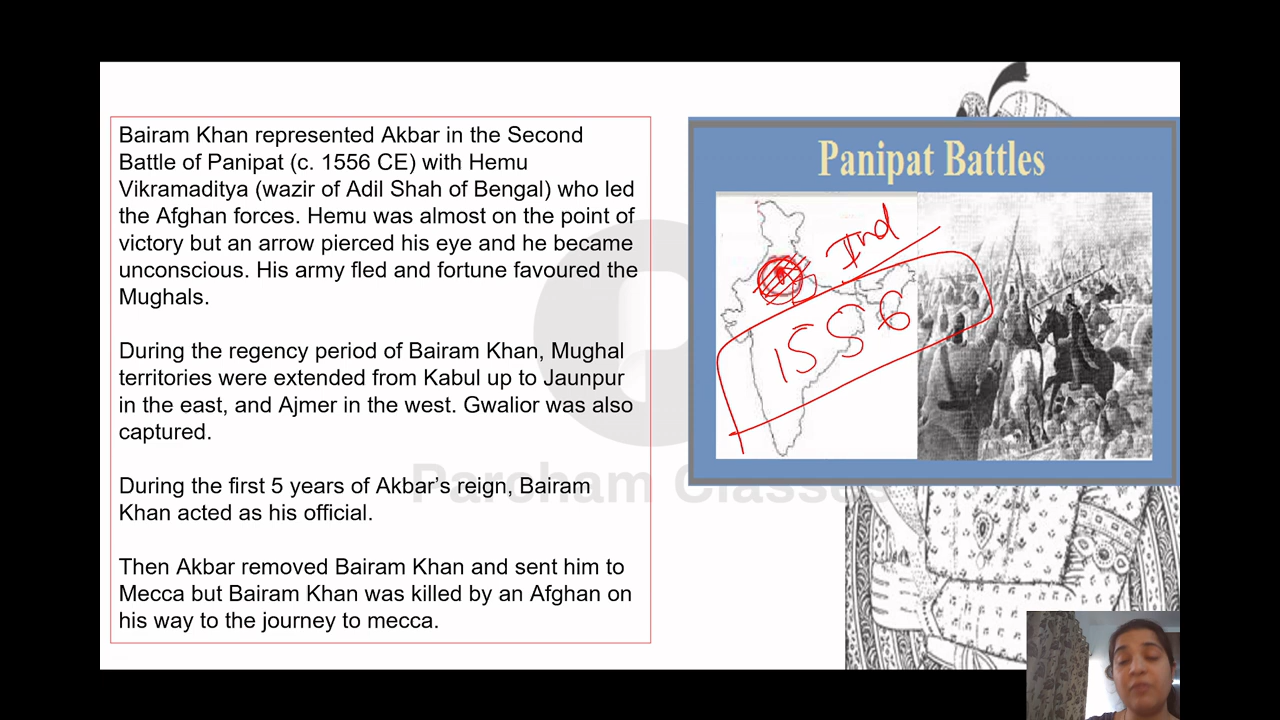 Bairam Khan represented Akbar in the Second
Battle of Panipat (c. 1556 CE) with Hemu
Vikramaditya (wazir of Adil Shah of Bengal) who led
the Afghan forces. Hemu was almost on the point of
victory but an arrow pierced his eye and he became
unconscious. His army fled and fortune favoured the
Mughals.
During the regency period of Bairam Khan, Mughal
territories were extended from Kabul up to Jaunpur
in the east, and Ajmer in the west. Gwalior was also
captured.
During the first 5 years of Akbar’s reign, Bairam
Khan acted as his official.
Then Akbar removed Bairam Khan and sent him to
Mecca but Bairam Khan was killed by an Afghan on
his way to the journey to mecca.
Panipat Battles
IInd
1556
Parcham Classes